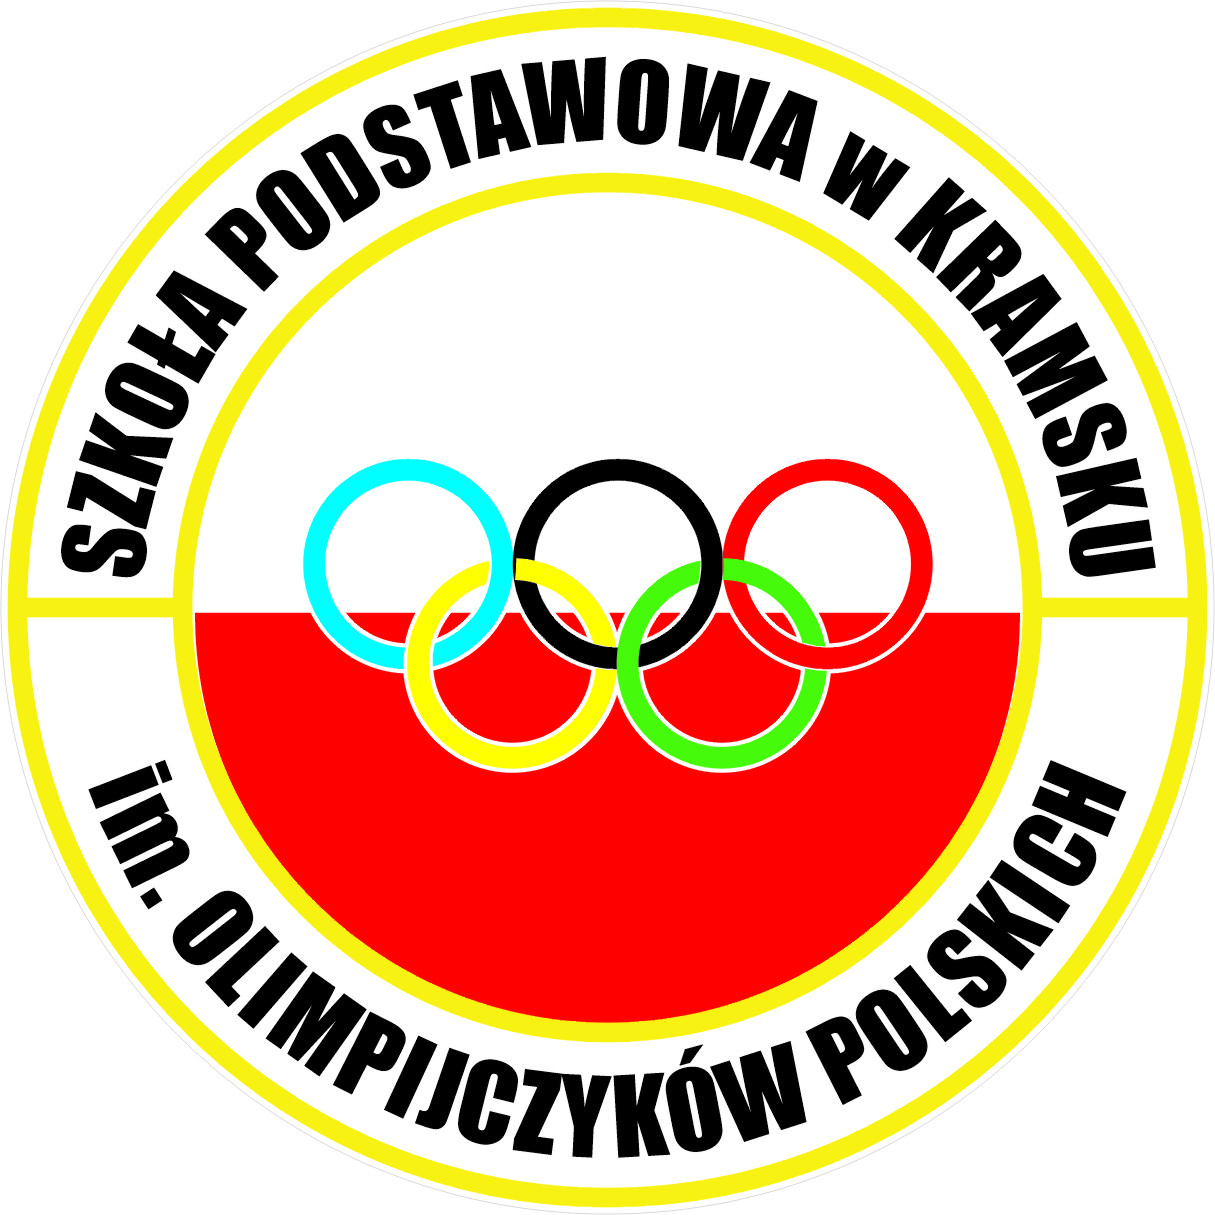 SZKOŁA PODSTAWOWA w KRAMSKU
im. OLIMPIJCZYKÓW POLSKICH